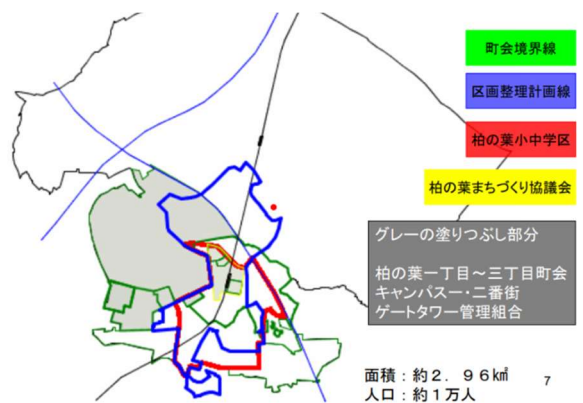 町会境界線
区画整理計画線
柏の葉小中学区
柏の葉まちづくり協議会
グレーの塗りつぶし部分
柏の葉一丁目～三丁目町会
キャンパスー・二番街
ゲートタワー管理組合
面積：約２．９６㎢
人口：約１万人
7